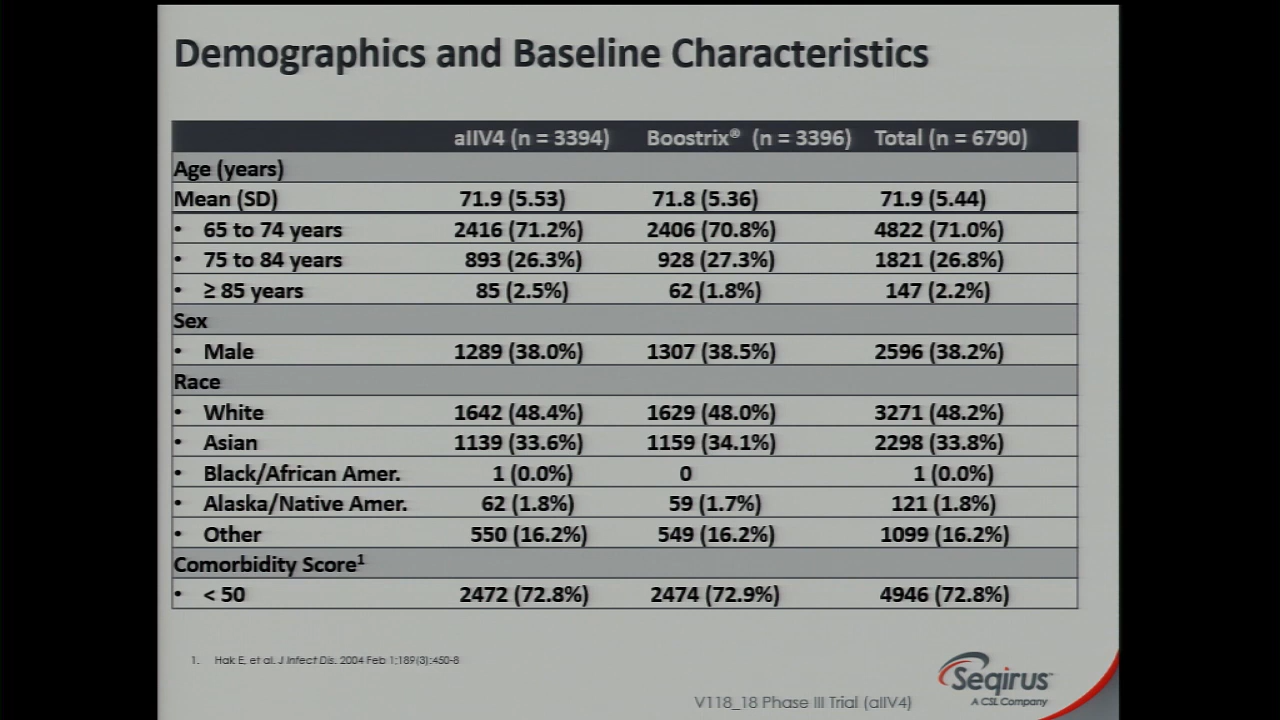 Demographics and Baseline Characteristics
aIIV4 (n = 3394) Boostrix® (n = 3396) Total (n = 6790)
Age (years)
Mean (SD) 71.9 (5.53) 71.8 (5.36) 71.9 (5.44)
• 65 to 74 years 2416 (71.2%) 2406 (70.8%) 4822 (71.0%)
• 75 to 84 years 893 (26.3%) 928 (27.3%) 1821 (26.8%)
• ≥ 85 years 85 (2.5%) 62 (1.8%) 147 (2.2%)
Sex
• Male 1289 (38.0%) 1307 (38.5%) 2596 (38.2%)
Race
• White 1642 (48.4%) 1629 (48.0%) 3271 (48.2%)
• Asian 1139 (33.6%) 1159 (34.1%) 2298 (33.8%)
• Black/African Amer. 1 (0.0%) 0 1 (0.0%)
• Alaska/Native Amer. 62 (1.8%) 59 (1.7%) 121 (1.8%)
• Other 550 (16.2%) 549 (16.2%) 1099 (16.2%)
Comorbidity Score¹
• < 50 2472 (72.8%) 2474 (72.9%) 4946 (72.8%)
1. Hak E, et al. J Infect Dis. 2004 Feb 1;189(3):450-8
Seqirus™
A CSL Company
V118_18 Phase III Trial (aIIV4)